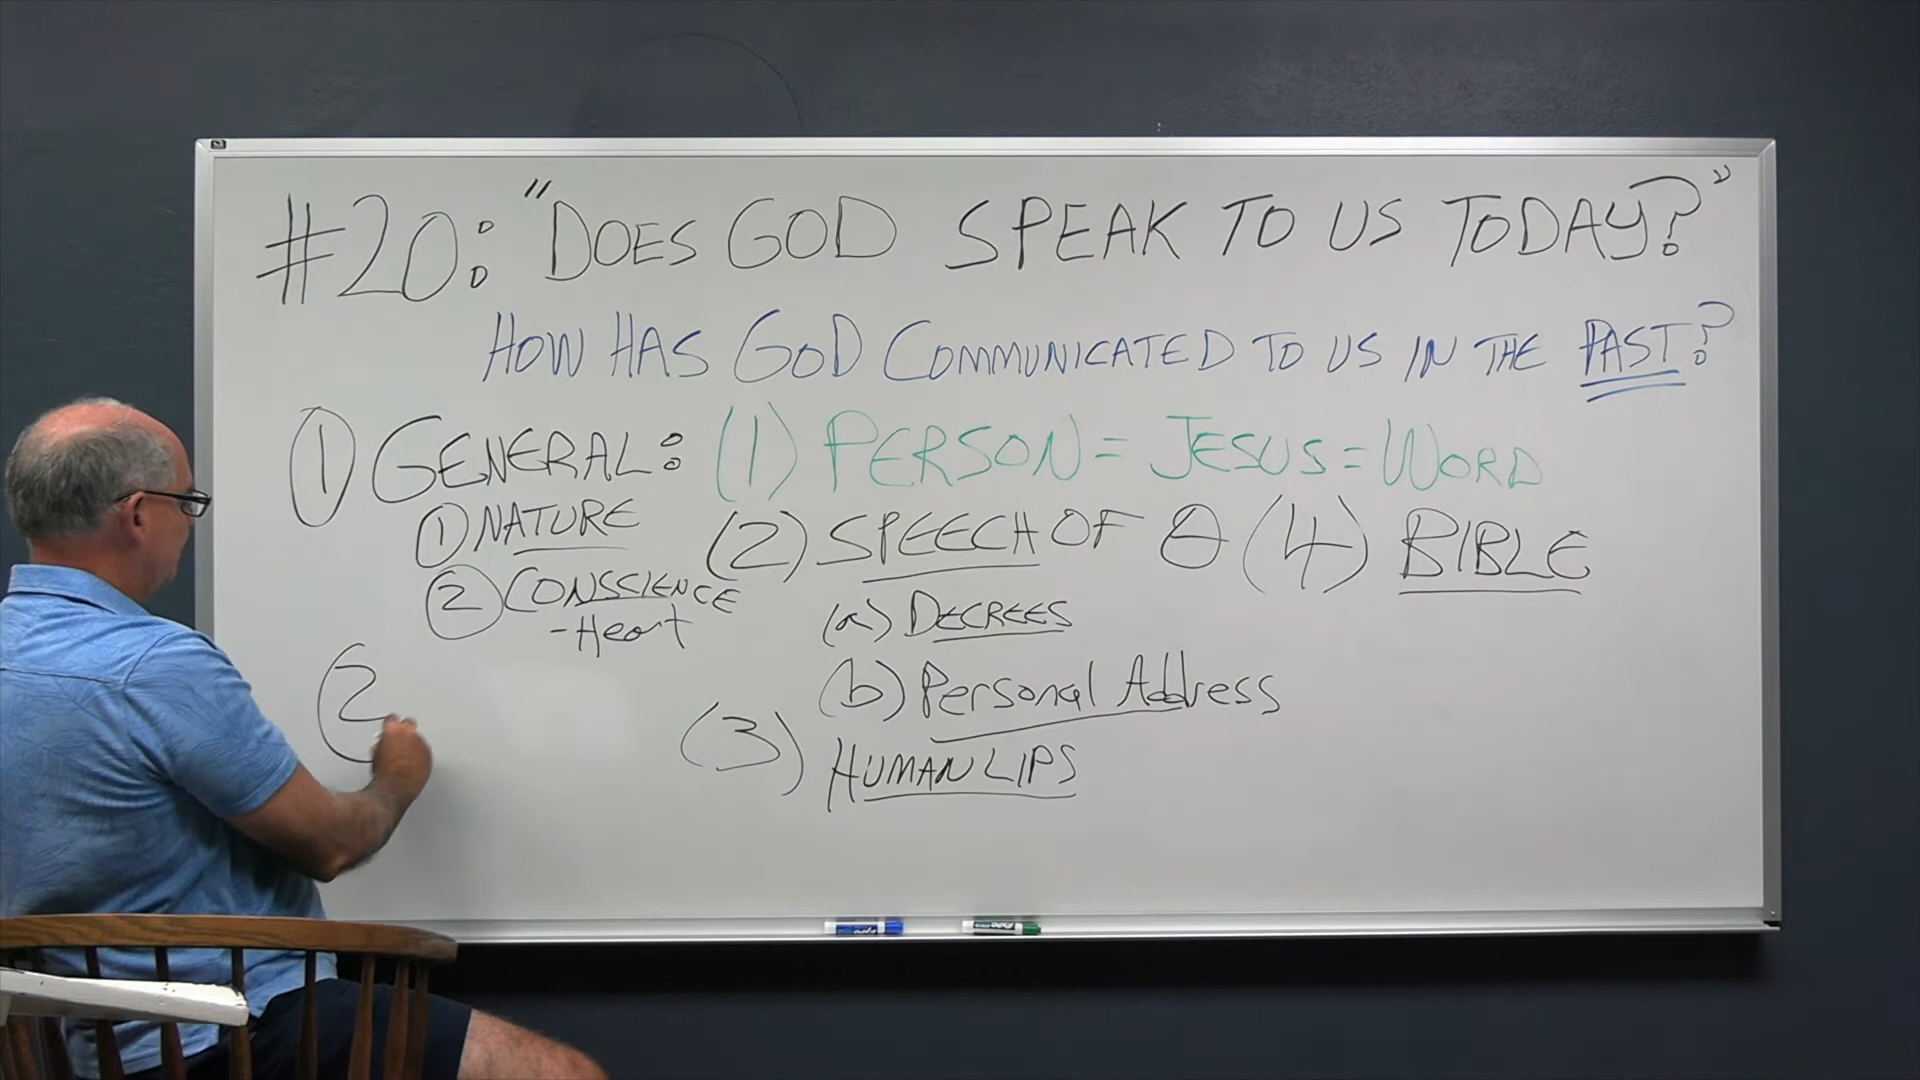 #20: "DOES GOD SPEAK TO US TODAY?"
HOW HAS GOD COMMUNICATED TO US IN THE PAST?
① GENERAL: (1) PERSON = JESUS = WORD
① NATURE (2) SPEECH OF Θ (4) BIBLE
② CONSCIENCE (a) DECREES
-Heart
(b) Personal Address
(2
(3) HUMAN LIPS